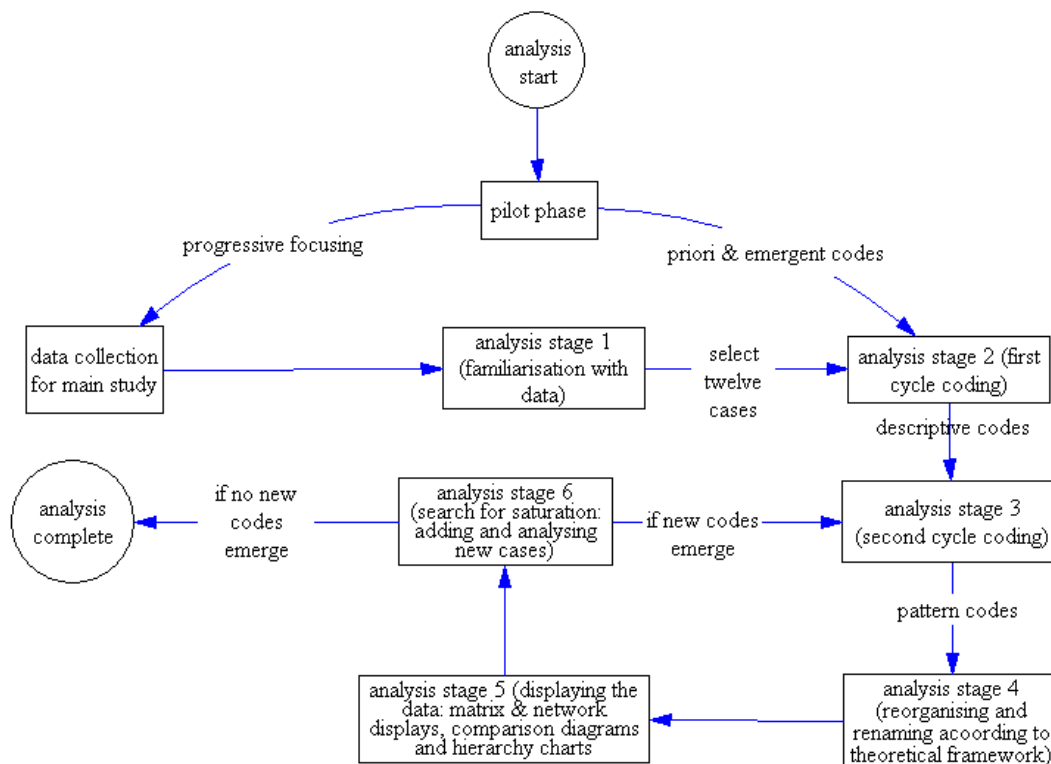 analysis
start
pilot phase
progressive focusing
priori & emergent codes
data collection
for main study
analysis stage 1
(familiarisation with
data)
select
twelve
cases
analysis stage 2 (first
cycle coding)
descriptive codes
analysis
complete
if no new
codes
emerge
analysis stage 6
(search for saturation:
adding and analysing
new cases)
if new codes
emerge
analysis stage 3
(second cycle coding)
pattern codes
analysis stage 5 (displaying the
data: matrix & network
displays, comparison diagrams
and hierarchy charts
analysis stage 4
(reorganising and
renaming acoording to
theoretical framework)